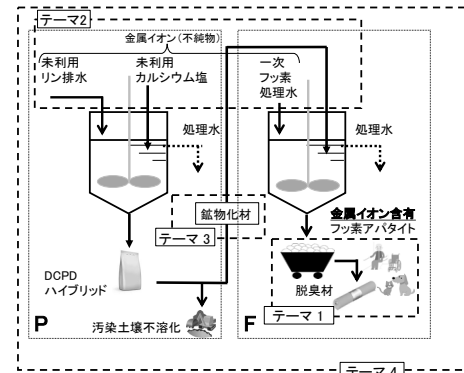 テーマ2
金属イオン(不純物)
未利用
リン排水
未利用
カルシウム塩
一次
フッ素
処理水
処理水
処理水
鉱物化材
テーマ 3
金属イオン含有
フッ素アパタイト
DCPD
ハイブリッド
脱臭材
テーマ 1
P
汚染土壌不溶化
F
テーマ 4